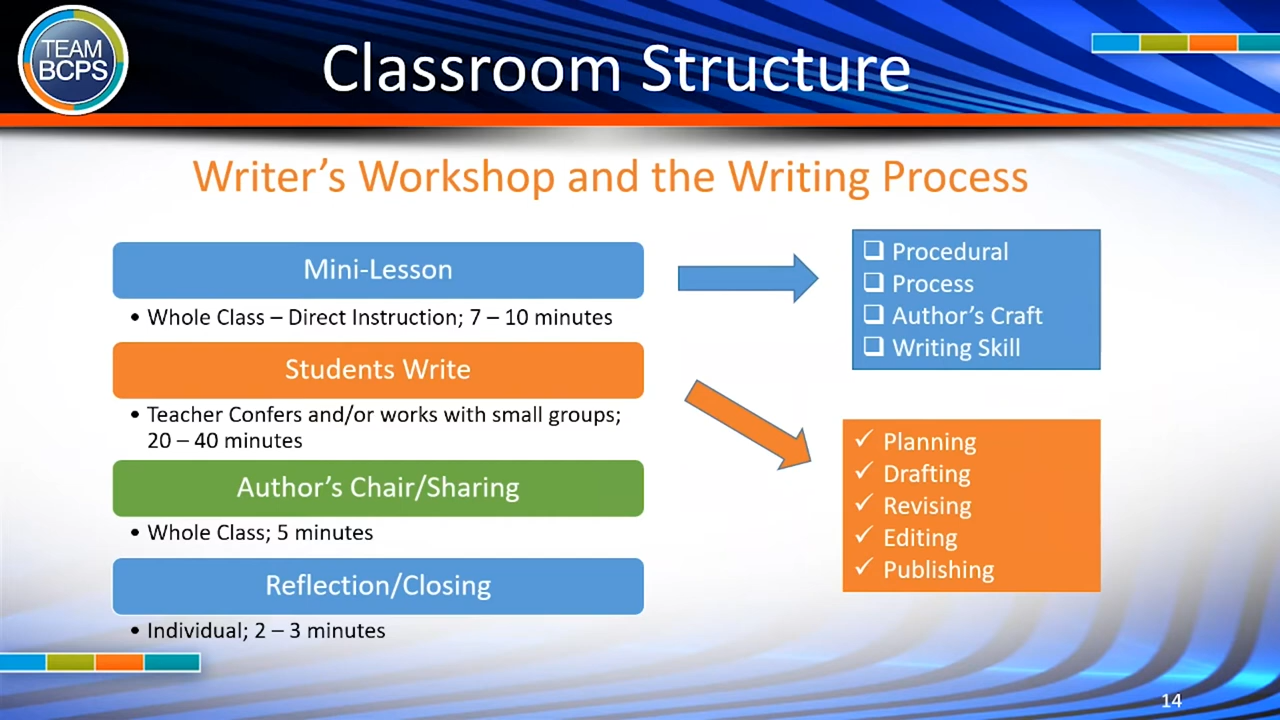 TEAM
BCPS
Classroom Structure
Writer’s Workshop and the Writing Process
Mini-Lesson
• Whole Class – Direct Instruction; 7 – 10 minutes
Students Write
• Teacher Confers and/or works with small groups;
20 – 40 minutes
Author’s Chair/Sharing
• Whole Class; 5 minutes
Reflection/Closing
• Individual; 2 – 3 minutes
❑ Procedural
❑ Process
❑ Author’s Craft
❑ Writing Skill
✓ Planning
✓ Drafting
✓ Revising
✓ Editing
✓ Publishing
14